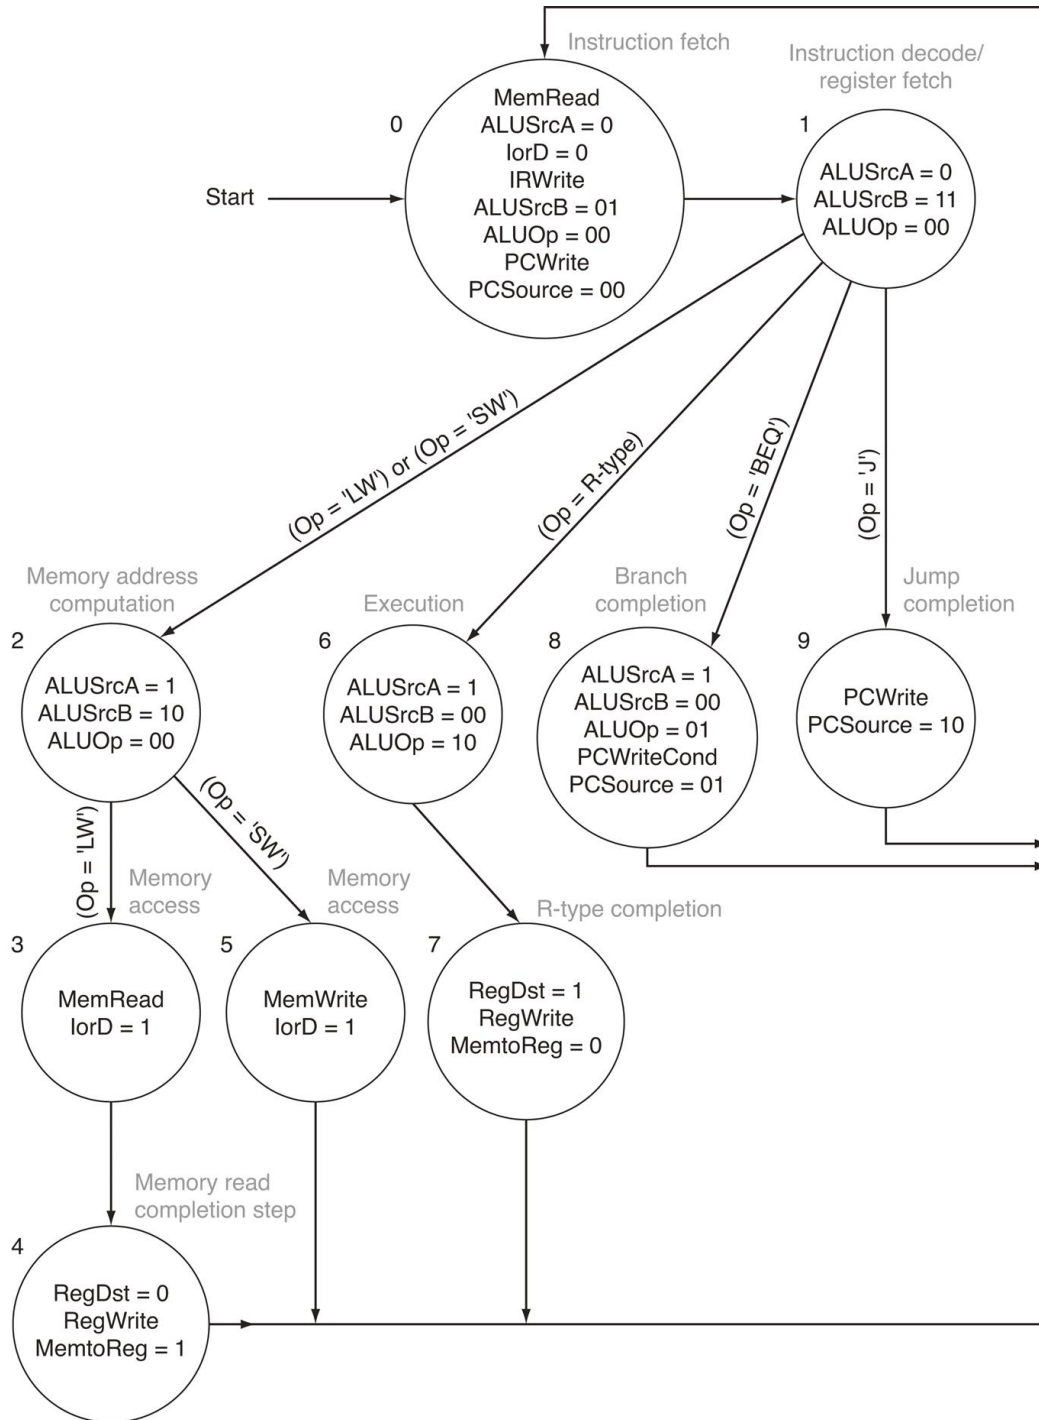 Instruction fetch
Instruction decode/
register fetch
0
MemRead
ALUSrcA = 0
IorD = 0
IRWrite
ALUSrcB = 01
ALUOp = 00
PCWrite
PCSource = 00
1
ALUSrcA = 0
ALUSrcB = 11
ALUOp = 00
Start
(Op = 'LW') or (Op = 'SW')
(Op = R-type)
(Op = 'BEQ')
(Op = 'J')
Memory address
computation
2
ALUSrcA = 1
ALUSrcB = 10
ALUOp = 00
Execution
6
ALUSrcA = 1
ALUSrcB = 00
ALUOp = 10
Branch
completion
8
ALUSrcA = 1
ALUSrcB = 00
ALUOp = 01
PCWriteCond
PCSource = 01
Jump
completion
9
PCWrite
PCSource = 10
(Op = 'LW')
(Op = 'SW')
Memory
access
3
MemRead
IorD = 1
Memory
access
5
MemWrite
IorD = 1
R-type completion
7
RegDst = 1
RegWrite
MemtoReg = 0
Memory read
completion step
4
RegDst = 0
RegWrite
MemtoReg = 1